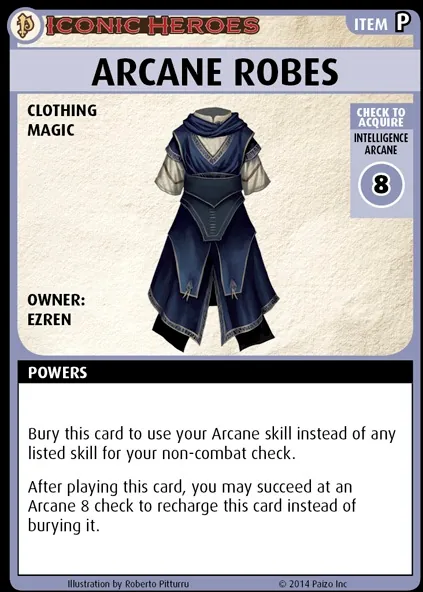 ICONIC HEROES
ITEM P
ARCANE ROBES
CLOTHING
MAGIC
CHECK TO
ACQUIRE
INTELLIGENCE
ARCANE
8
OWNER:
EZREN
POWERS
Bury this card to use your Arcane skill instead of any
listed skill for your non-combat check.
After playing this card, you may succeed at an
Arcane 8 check to recharge this card instead of
burying it.
Illustration by Roberto Pitturru
© 2014 Paizo Inc